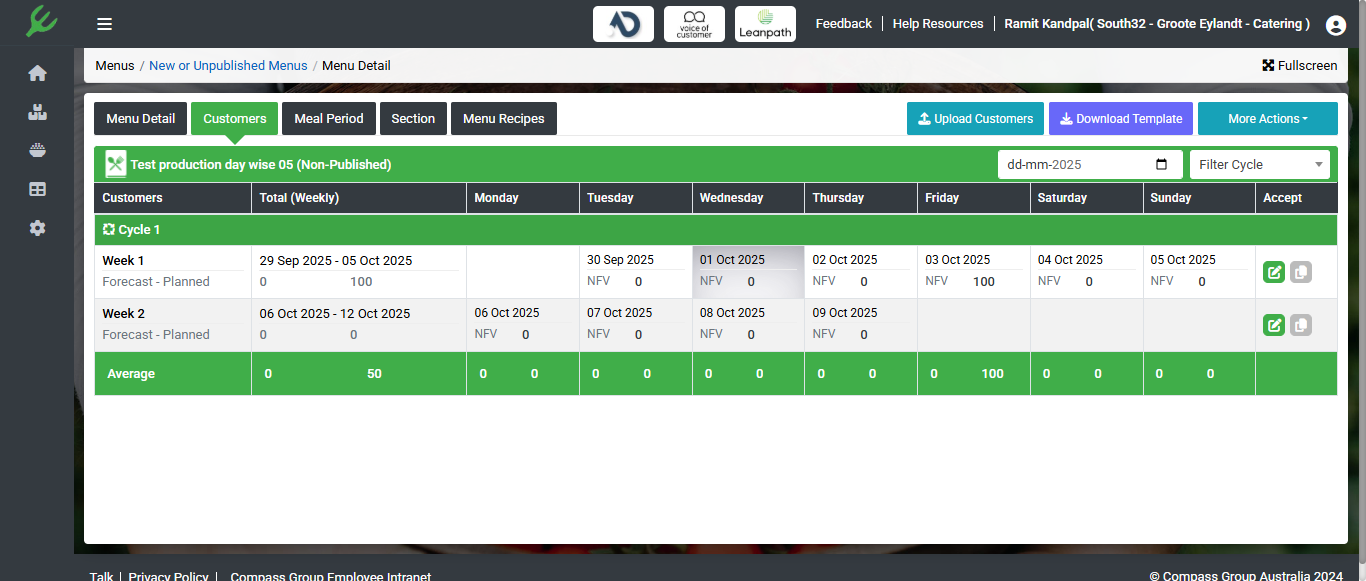 voice of
customer
Leanpath
Feedback Help Resources Ramit Kandpal( South32 - Groote Eylandt - Catering )
Menus / New or Unpublished Menus / Menu Detail Fullscreen
Menu Detail Customers Meal Period Section Menu Recipes Upload Customers Download Template More Actions
Test production day wise 05 (Non-Published) dd-mm-2025 Filter Cycle
Customers Total (Weekly) Monday Tuesday Wednesday Thursday Friday Saturday Sunday Accept
Cycle 1
Week 1 29 Sep 2025 - 05 Oct 2025 30 Sep 2025 01 Oct 2025 02 Oct 2025 03 Oct 2025 04 Oct 2025 05 Oct 2025
Forecast - Planned 0 100 NFV 0 NFV 0 NFV 0 NFV 100 NFV 0 NFV 0
Week 2 06 Oct 2025 - 12 Oct 2025 06 Oct 2025 07 Oct 2025 08 Oct 2025 09 Oct 2025
Forecast - Planned 0 0 NFV 0 NFV 0 NFV 0 NFV 0
Average 0 50 0 0 0 0 0 0 0 0 0 100 0 0 0 0
Talk | Privacy Policy | Compass Group Employee Intranet © Compass Group Australia 2024